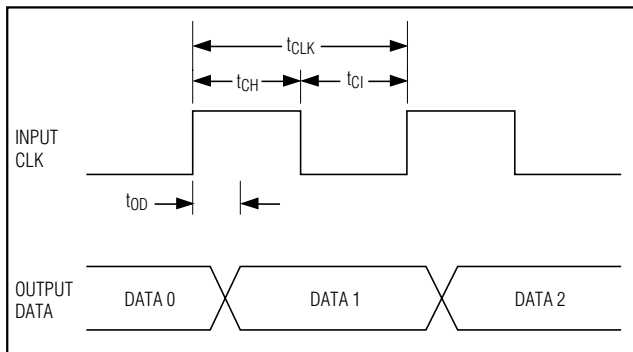 tCLK
tCH
tCI
INPUT
CLK
tOD
OUTPUT
DATA
DATA 0
DATA 1
DATA 2